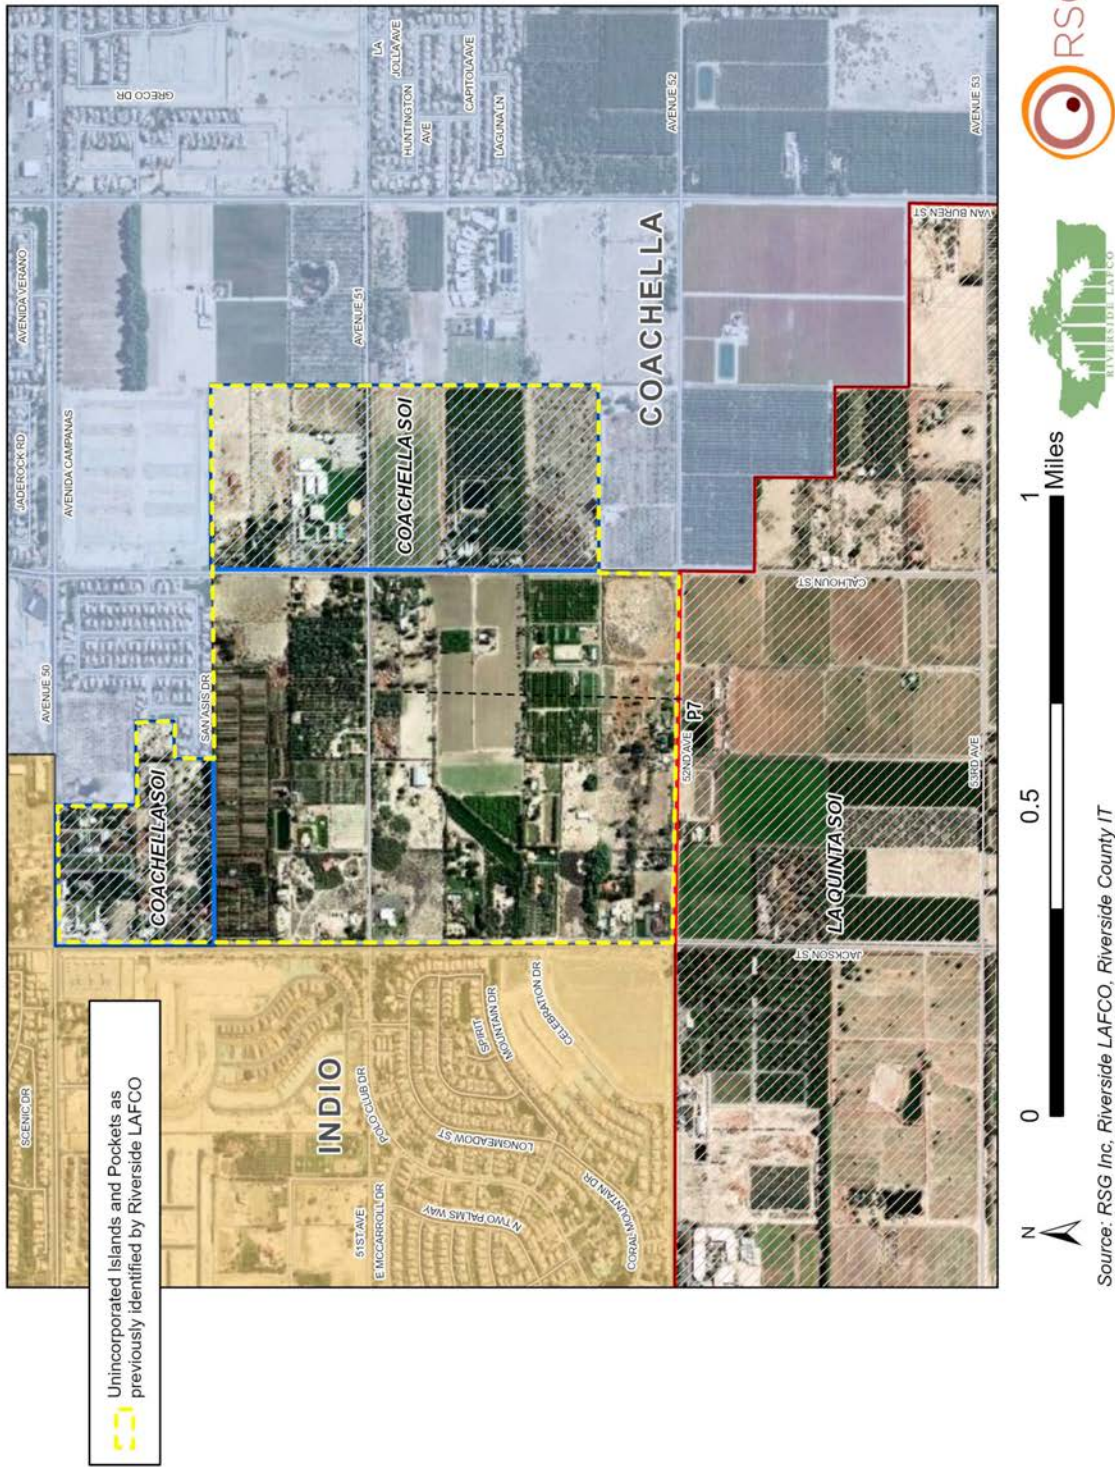 Unincorporated Islands and Pockets as
previously identified by Riverside LAFCO
SCENIC DR
AVENUE 50
JADEROCK RD
AVENIDA VERANO
AVENIDA CAMPANAS
GRECO DR
SAN ASIS DR
COACHELLA SOI
COACHELLA SOI
AVENUE 51
LA
JOLLA AVE
HUNTINGTON
AVE
CAPITOLA AVE
LAGUNA LN
INDIO
51ST AVE
E MCCARROLL DR
POLO CLUB DR
N TWO PALMS WAY
LONGMEADOW ST
SPIRIT
MOUNTAIN DR
CELEBRATION DR
CORAL MOUNTAIN DR
COACHELLA
AVENUE 52
52ND AVE
P7
CALHOUN ST
JACKSON ST
LA QUINTA SOI
53RD AVE
VAN BUREN ST
AVENUE 53
N
0
0.5
1
Miles
RIVERSIDE LAFCO
Source: RSG Inc, Riverside LAFCO, Riverside County IT